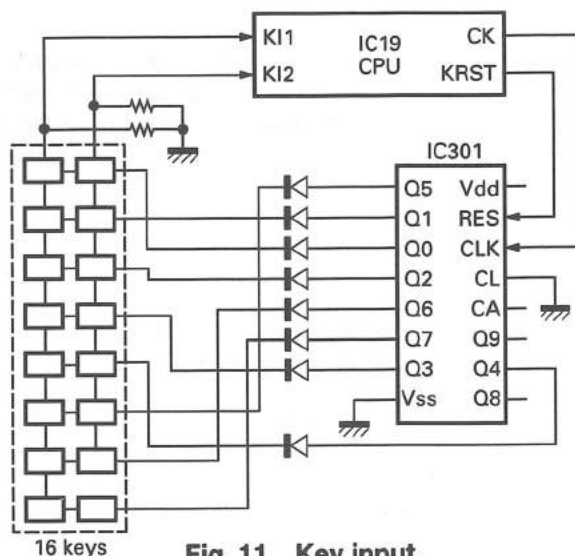 KI1
IC19
CPU
CK
KI2
KRST
IC301
Q5
Vdd
Q1
RES
Q0
CLK
Q2
CL
Q6
CA
Q7
Q9
Q3
Q4
Vss
Q8
16 keys
Fig. 11 Key input